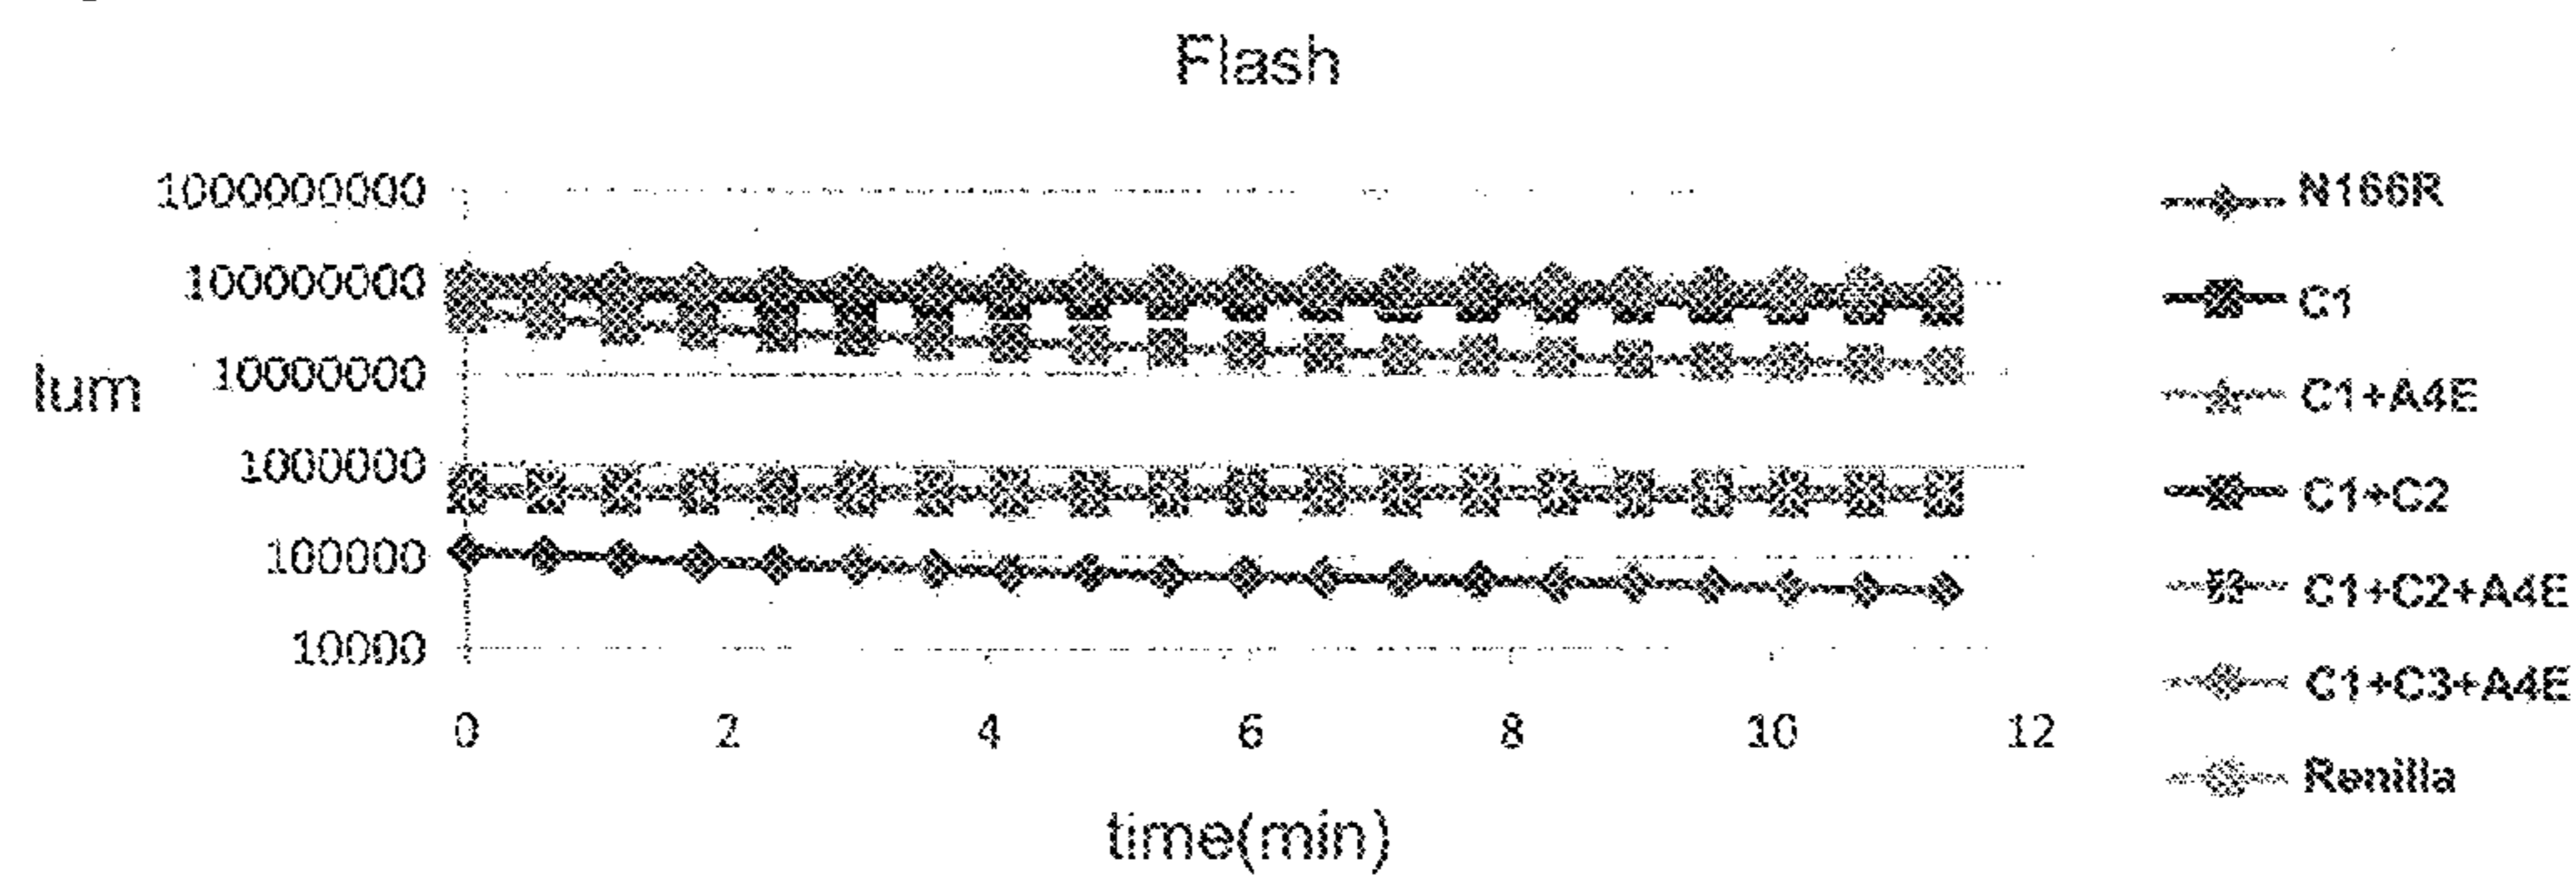 Flash
1000000000
100000000
10000000
1000000
100000
10000
lum
0 2 4 6 8 10 12
time(min)
N166R
C1
C1+A4E
C1+C2
C1+C2+A4E
C1+C3+A4E
Renilla